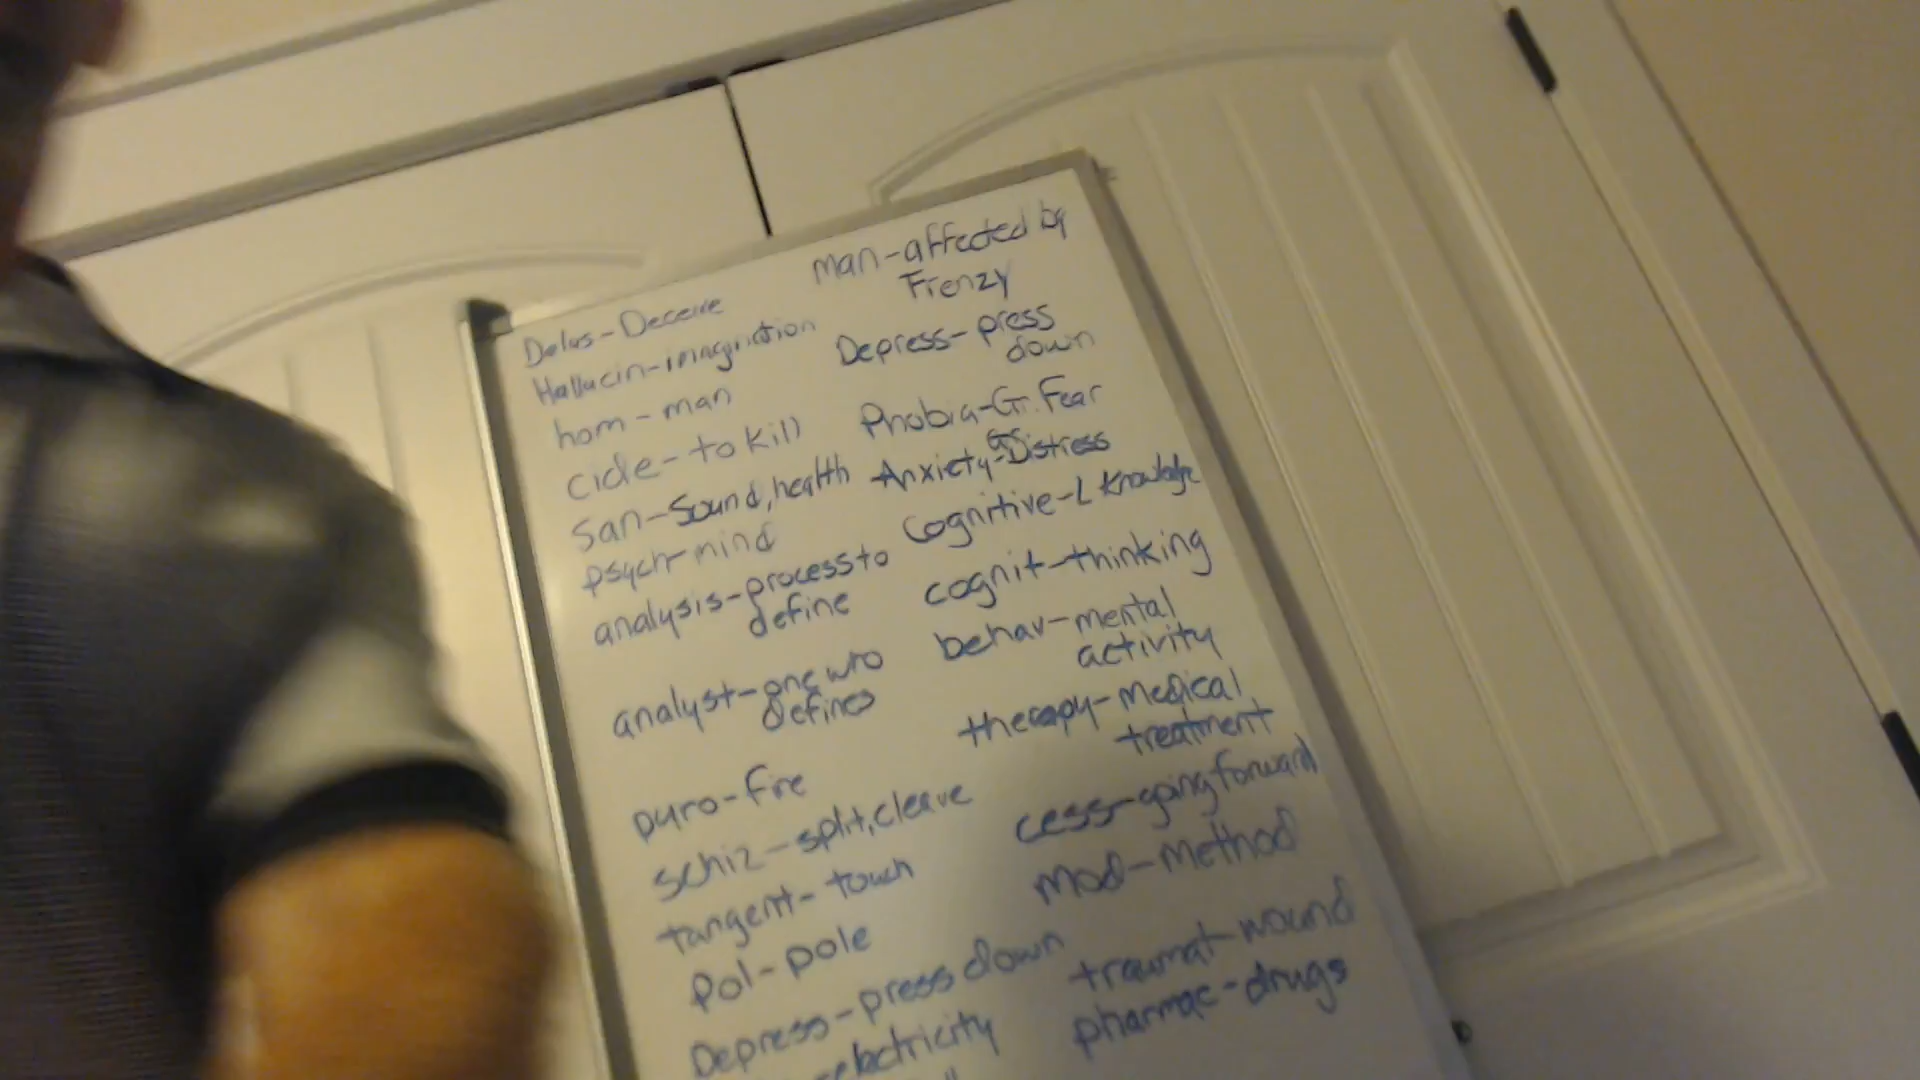 Delus-Deceive
Hallucin-imagination
hom-man
cide-to kill
San-Sound, health
psych-mind
analysis-process to
define
analyst-one who
defines
pyro-fire
schiz-split, cleave
tangent-touch
Pol-pole
Depress-press down
-electricity
Man-affected by
Frenzy
Depress-press
down
Phobia-Gr. Fear
Anxiety-Distress
Cognitive-L Knowledge
cognit-thinking
behav-mental
activity
therapy-medical
treatment
cess-going forward
Mod-Method
traumat-wound
pharmac-drugs